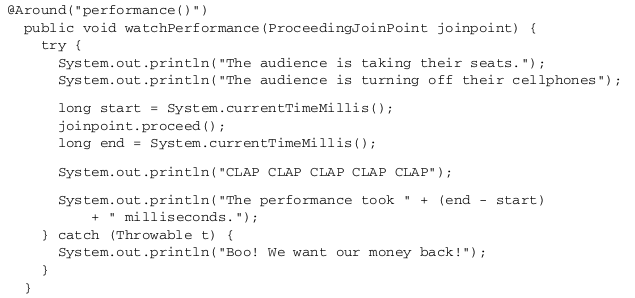 @Around("performance()")
  public void watchPerformance(ProceedingJoinPoint joinpoint) {
    try {
      System.out.println("The audience is taking their seats.");
      System.out.println("The audience is turning off their cellphones");
      long start = System.currentTimeMillis();
      joinpoint.proceed();
      long end = System.currentTimeMillis();
      System.out.println("CLAP CLAP CLAP CLAP CLAP");
      System.out.println("The performance took " + (end - start)
          + " milliseconds.");
    } catch (Throwable t) {
      System.out.println("Boo! We want our money back!");
    }
  }